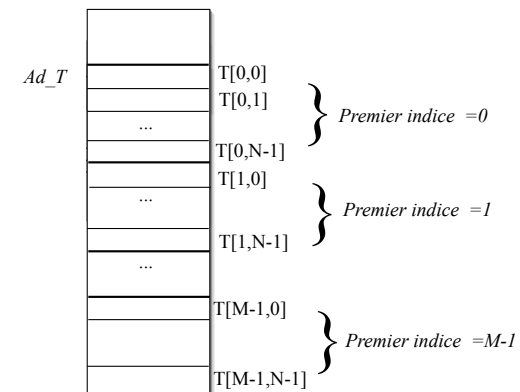 Ad_T
T[0,0]
T[0,1]
...
T[0,N-1]
Premier indice =0
T[1,0]
...
T[1,N-1]
Premier indice =1
...
T[M-1,0]
T[M-1,N-1]
Premier indice =M-1